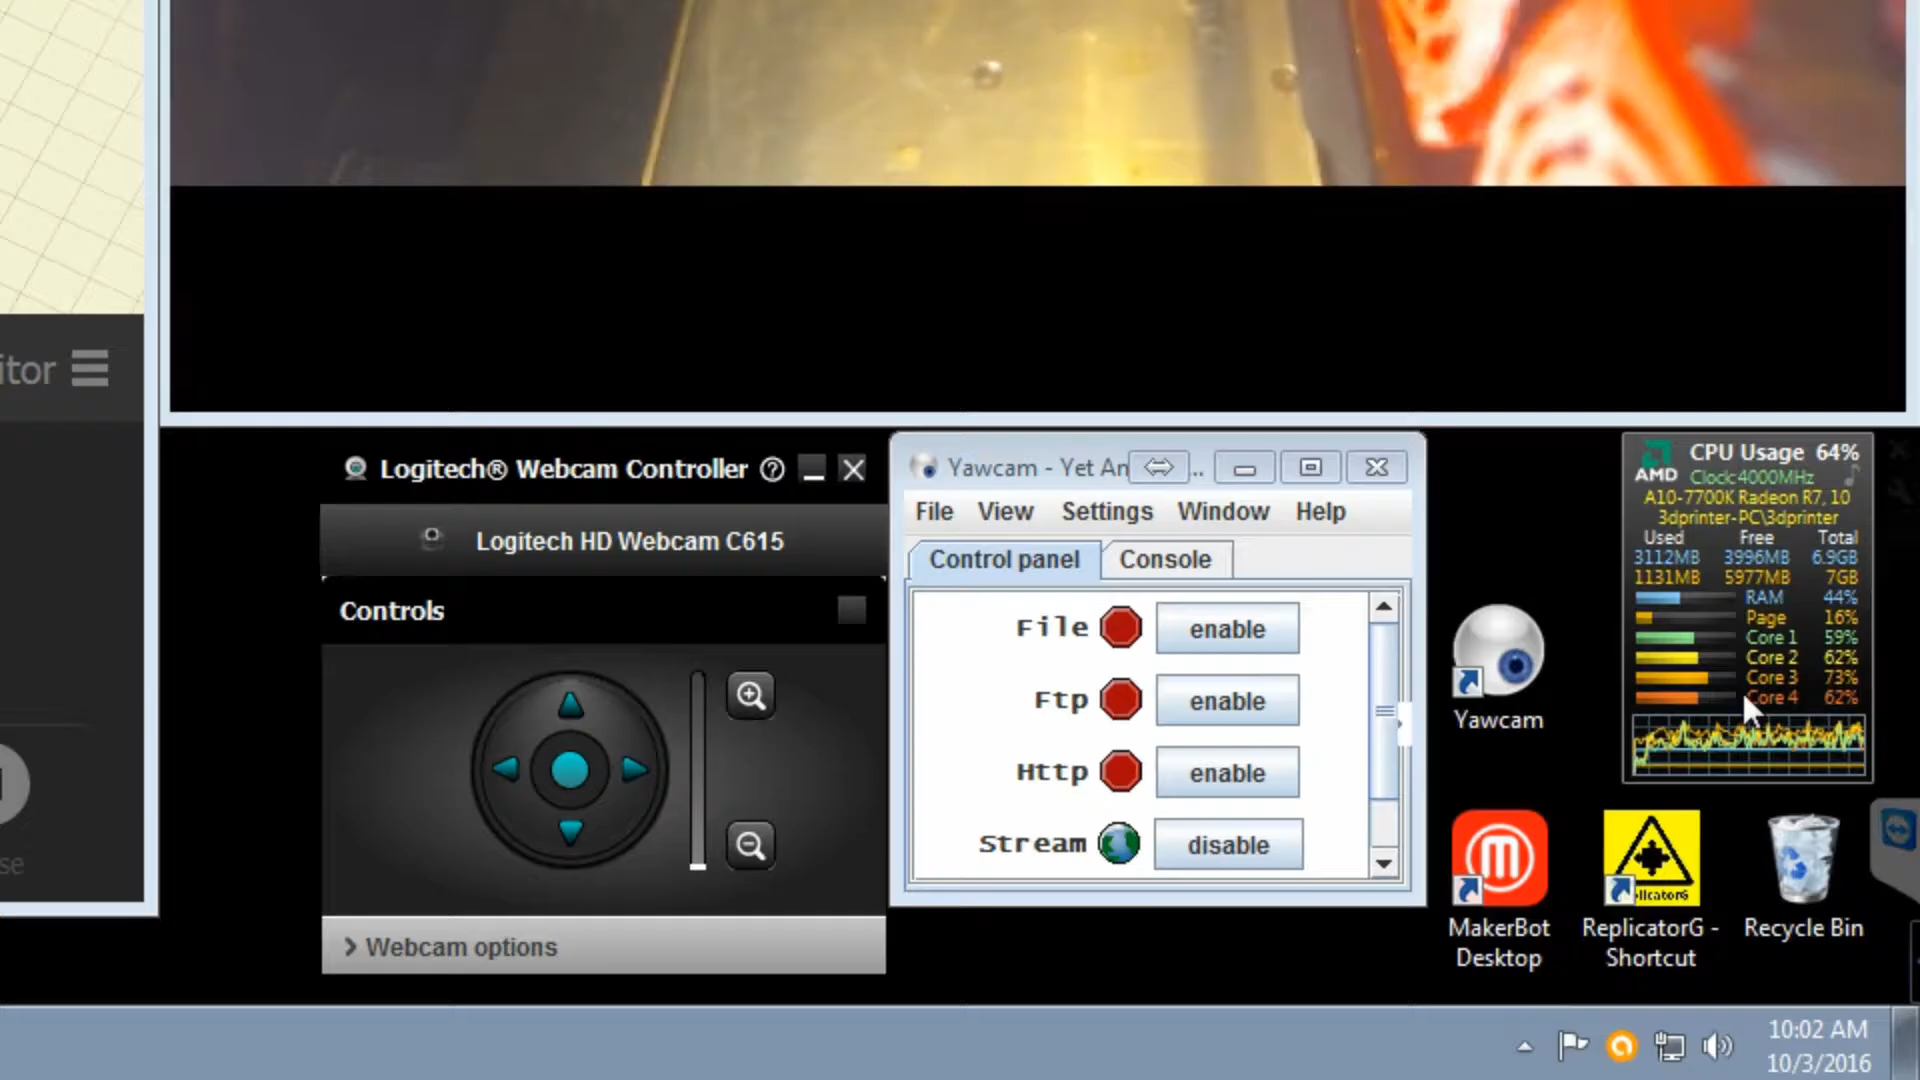 itor
se
Logitech® Webcam Controller
Logitech HD Webcam C615
Controls
Webcam options
Yawcam - Yet An ..
File View Settings Window Help
Control panel Console
File enable
Ftp enable
Http enable
Stream disable
Yawcam
AMD
CPU Usage 64%
Clock:4000MHz
A10-7700K Radeon R7, 10
3dprinter-PC\3dprinter
Used Free Total
3112MB 3996MB 6.9GB
1131MB 5977MB 7GB
RAM 44%
Page 16%
Core 1 59%
Core 2 62%
Core 3 73%
Core 4 62%
MakerBot
Desktop
licatorG
ReplicatorG -
Shortcut
Recycle Bin
10:02 AM
10/3/2016